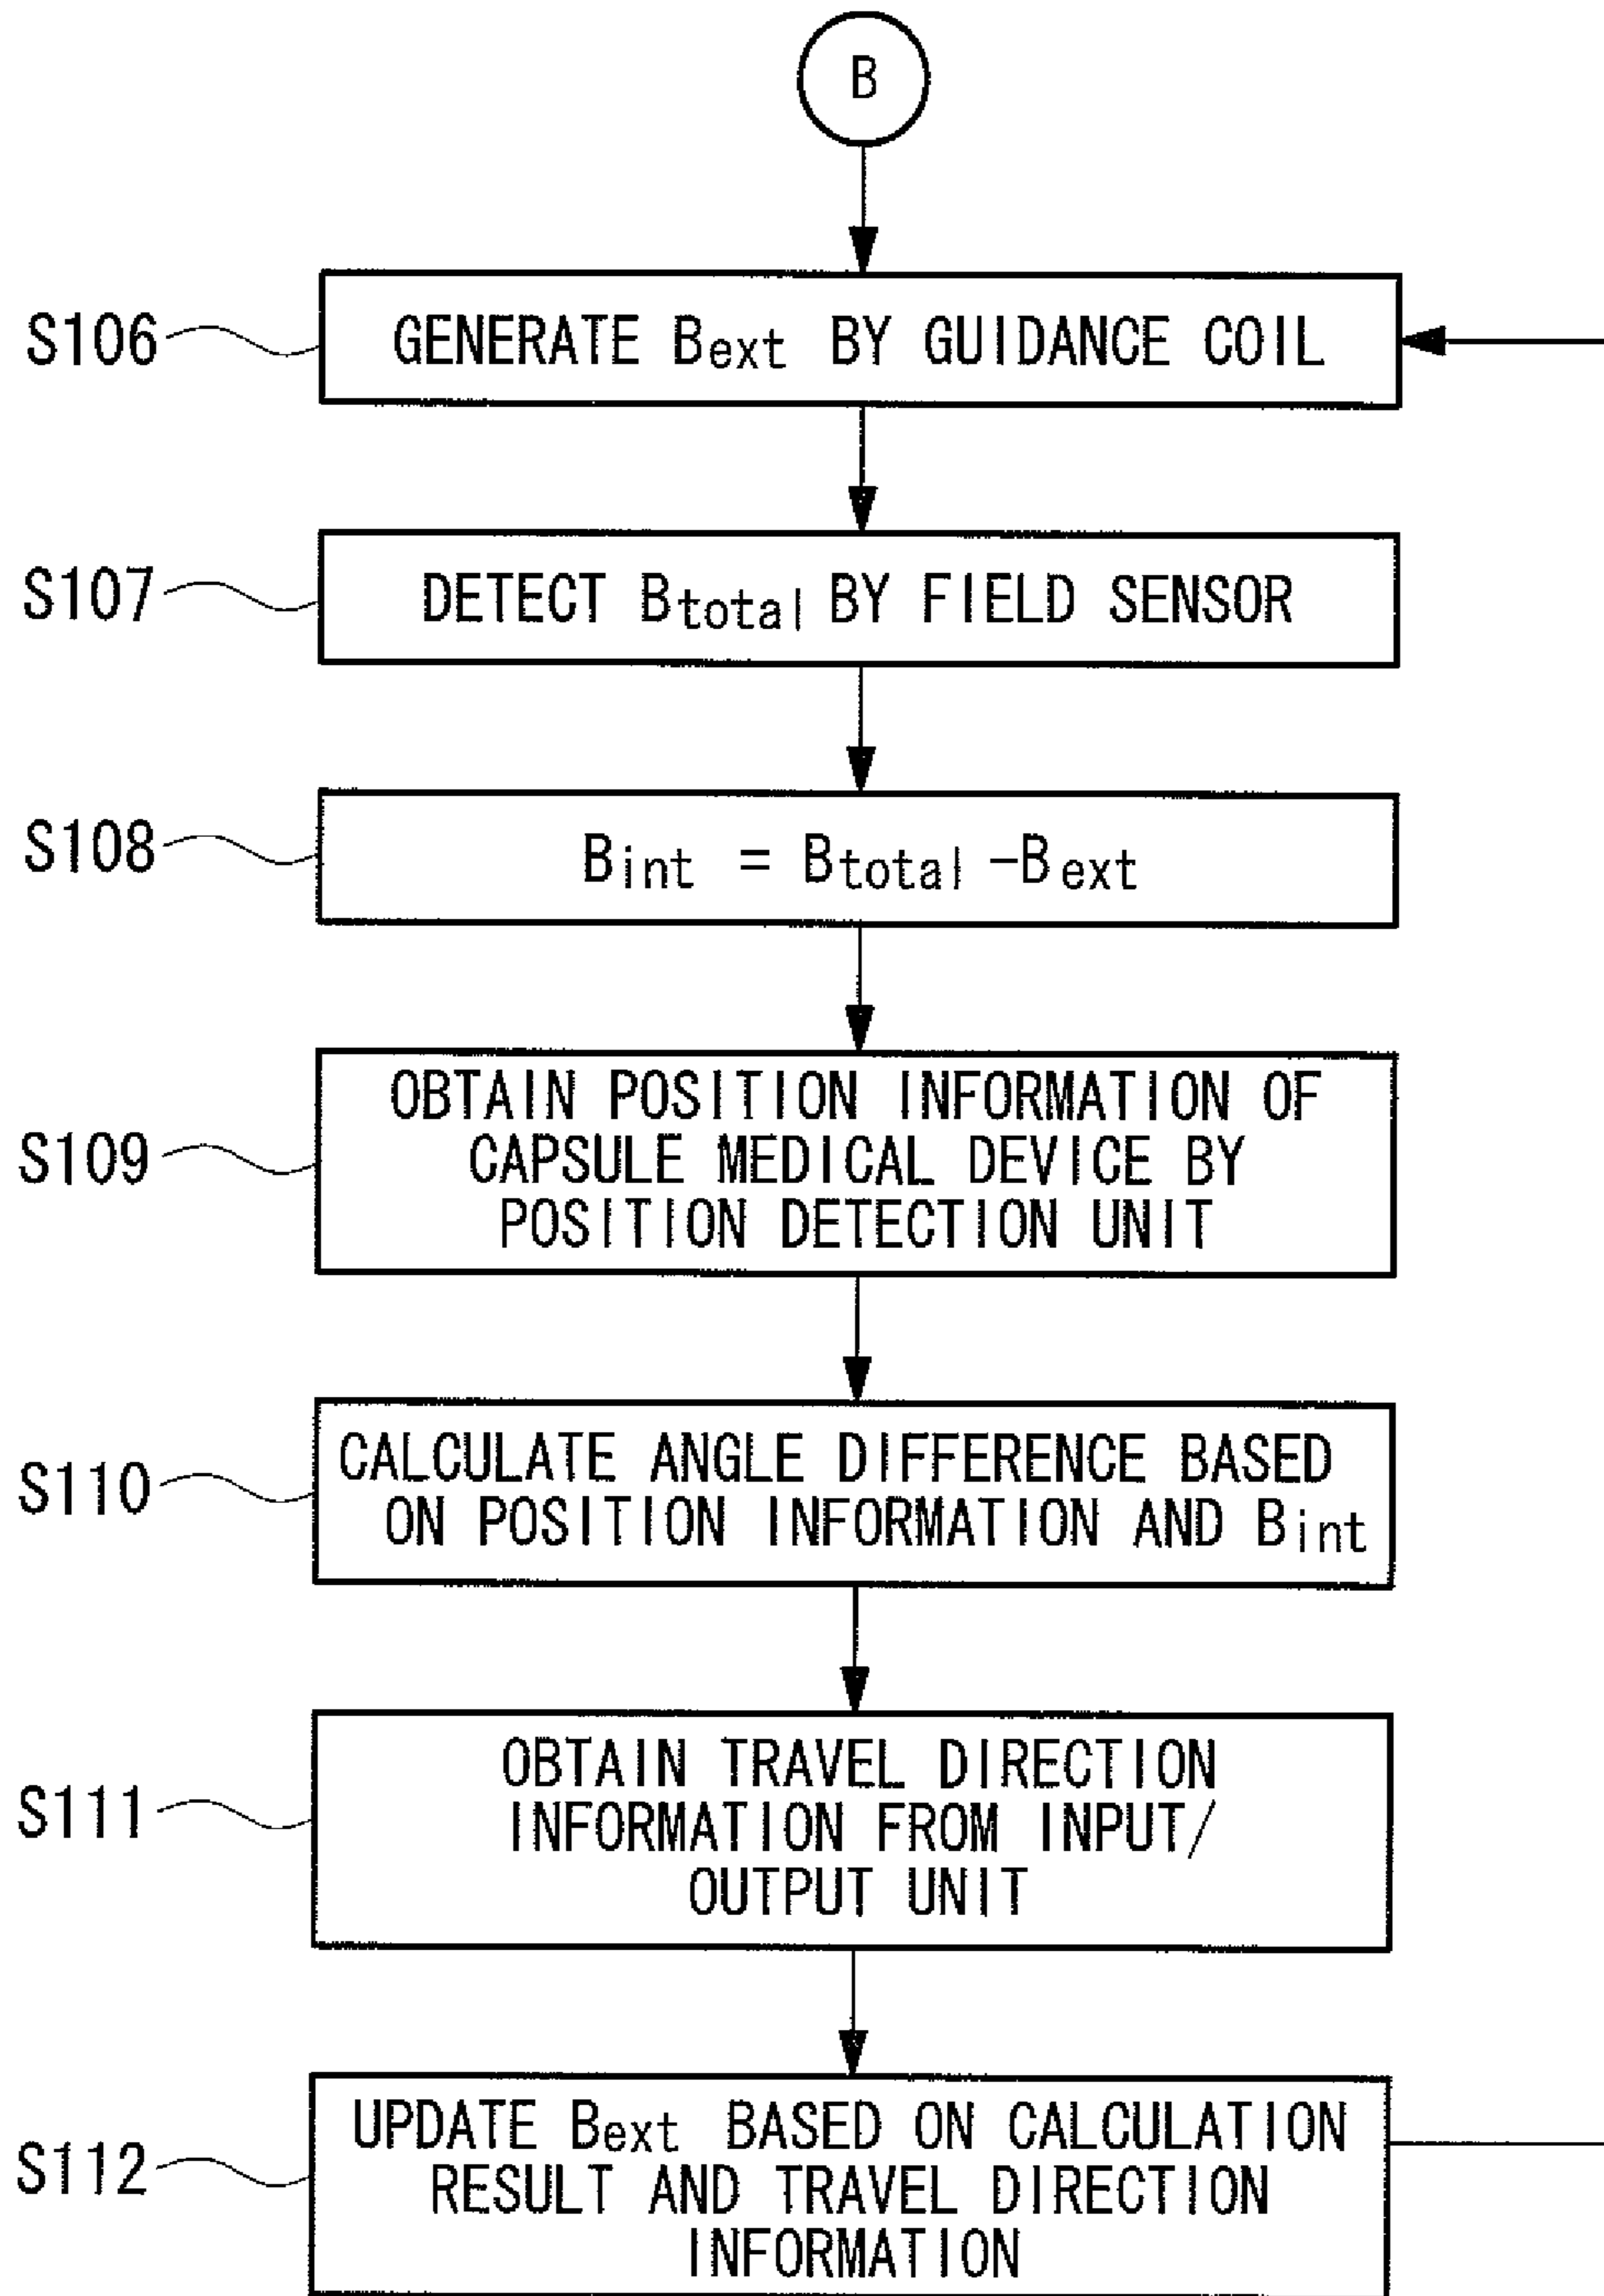 B
S106
GENERATE Bext BY GUIDANCE COIL
S107
DETECT Btotal BY FIELD SENSOR
S108
Bint = Btotal -Bext
S109
OBTAIN POSITION INFORMATION OF
CAPSULE MEDICAL DEVICE BY
POSITION DETECTION UNIT
S110
CALCULATE ANGLE DIFFERENCE BASED
ON POSITION INFORMATION AND Bint
S111
OBTAIN TRAVEL DIRECTION
INFORMATION FROM INPUT/
OUTPUT UNIT
S112
UPDATE Bext BASED ON CALCULATION
RESULT AND TRAVEL DIRECTION
INFORMATION